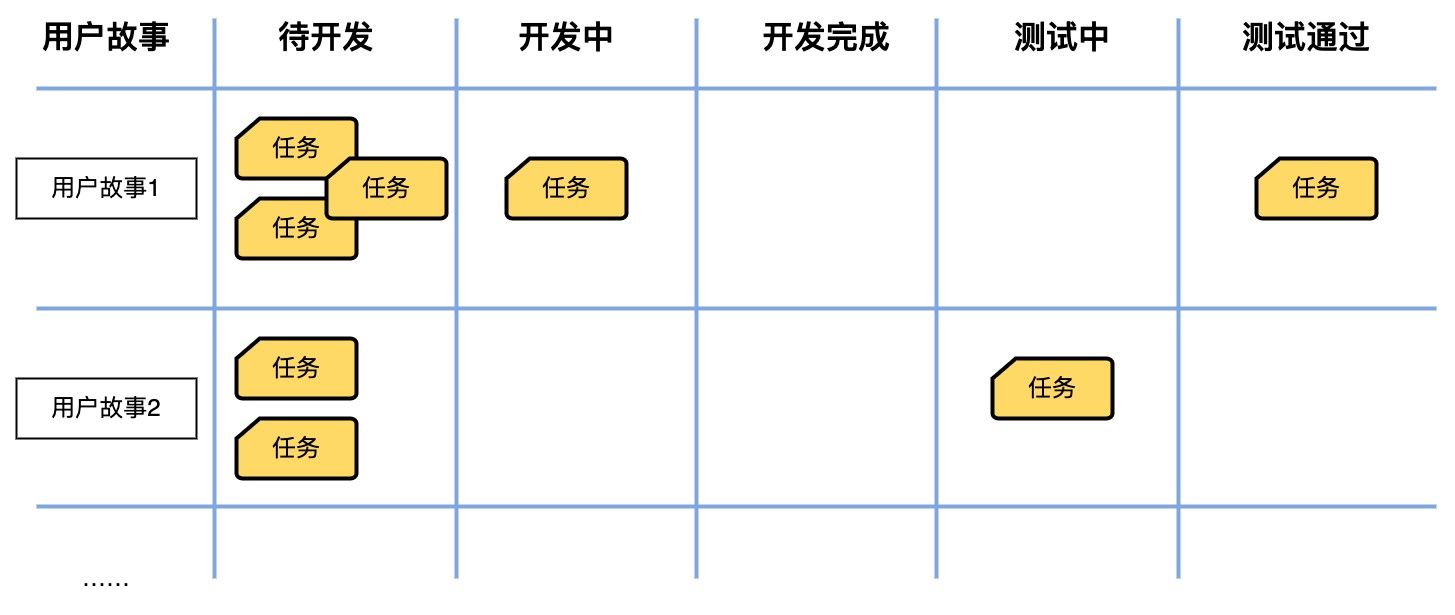 用户故事 待开发 开发中 开发完成 测试中 测试通过
任务
用户故事1 任务 任务 任务
任务
任务
用户故事2 任务
任务
......